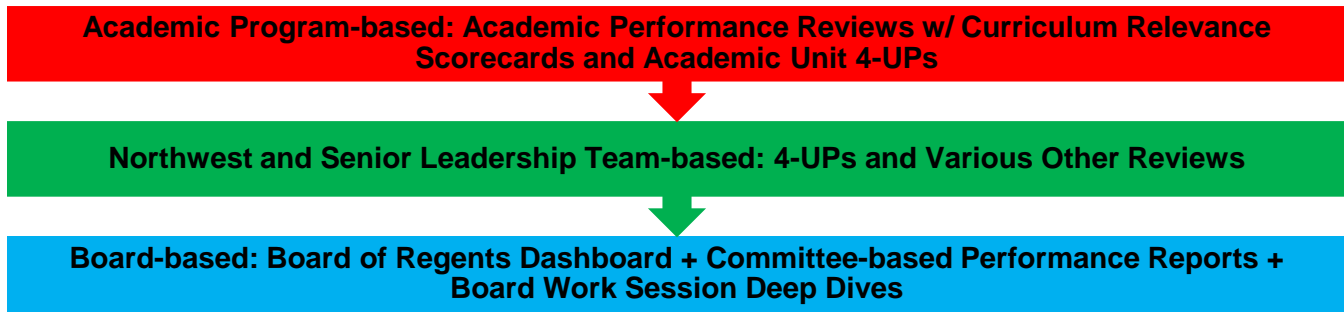 Academic Program-based: Academic Performance Reviews w/ Curriculum Relevance
Scorecards and Academic Unit 4-UPs
Northwest and Senior Leadership Team-based: 4-UPs and Various Other Reviews
Board-based: Board of Regents Dashboard + Committee-based Performance Reports +
Board Work Session Deep Dives